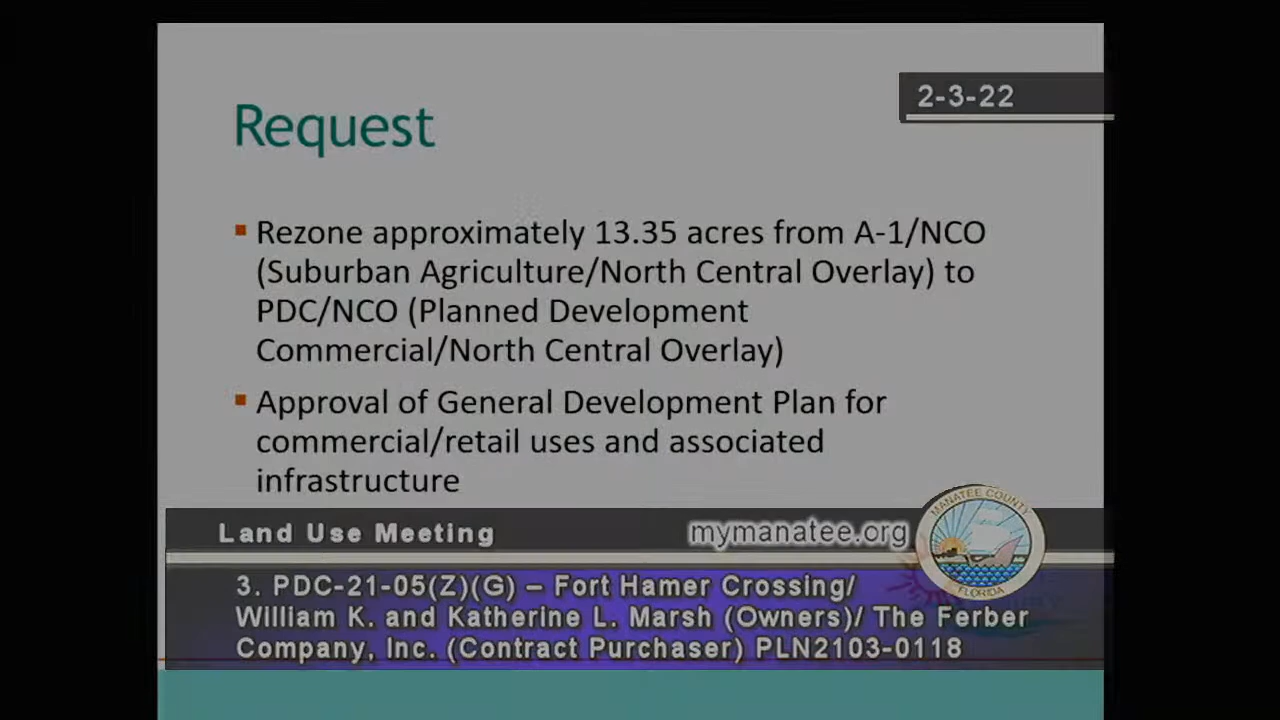 2-3-22
Request
Rezone approximately 13.35 acres from A-1/NCO
(Suburban Agriculture/North Central Overlay) to
PDC/NCO (Planned Development
Commercial/North Central Overlay)
Approval of General Development Plan for
commercial/retail uses and associated
infrastructure
Land Use Meeting
mymanatee.org
MANATEE COUNTY
FLORIDA
3. PDC-21-05(Z)(G) – Fort Hamer Crossing/
William K. and Katherine L. Marsh (Owners)/ The Ferber
Company, Inc. (Contract Purchaser) PLN2103-0118